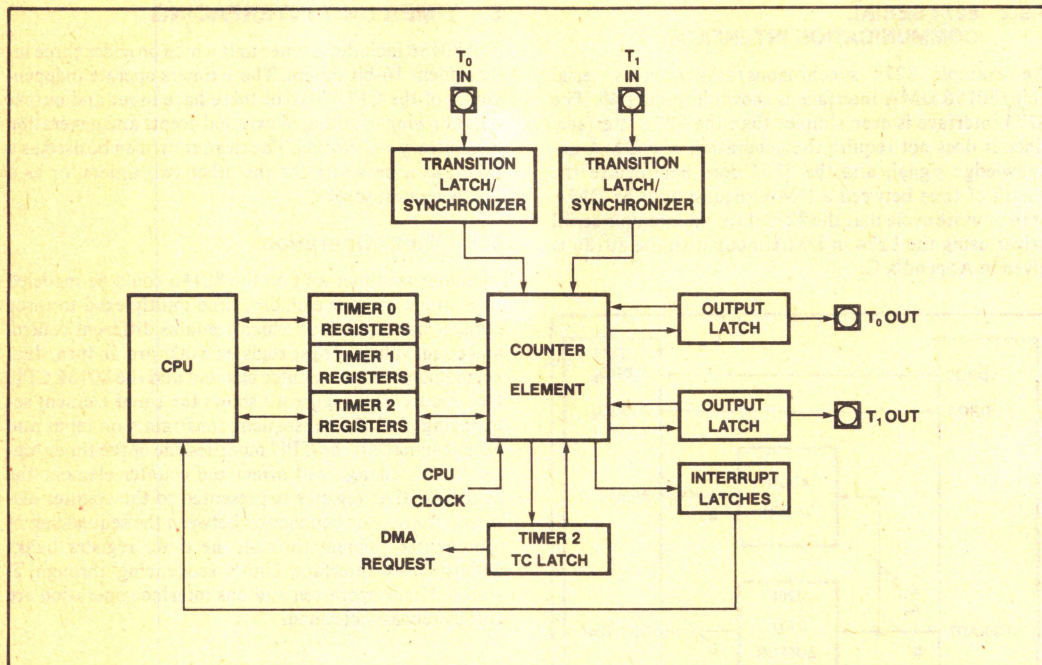 T0
IN
T1
IN
TRANSITION
LATCH/
SYNCHRONIZER
TRANSITION
LATCH/
SYNCHRONIZER
CPU
TIMER 0
REGISTERS
TIMER 1
REGISTERS
TIMER 2
REGISTERS
COUNTER
ELEMENT
OUTPUT
LATCH
T0 OUT
OUTPUT
LATCH
T1 OUT
CPU
CLOCK
INTERRUPT
LATCHES
DMA
REQUEST
TIMER 2
TC LATCH